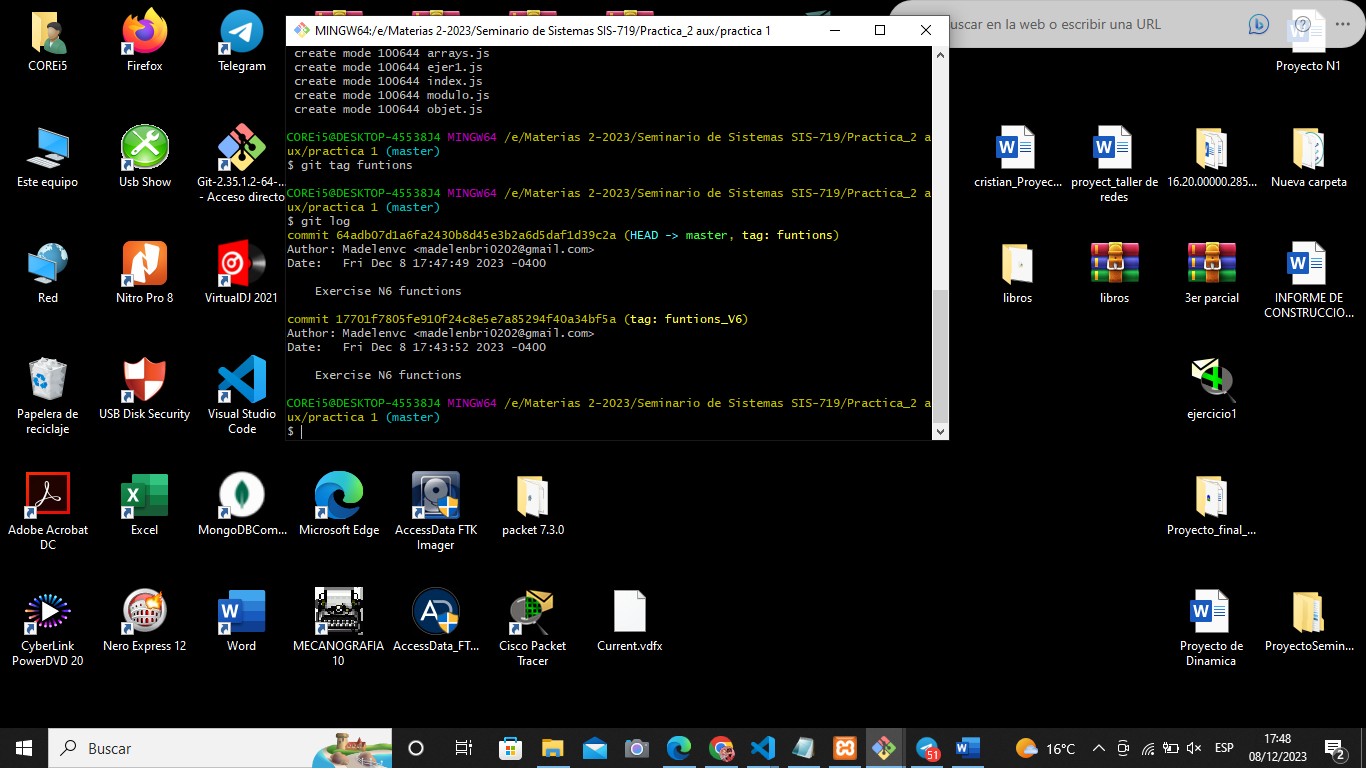 MINGW64:/e/Materias 2-2023/Seminario de Sistemas SIS-719/Practica_2 aux/practica 1
create mode 100644 arrays.js
create mode 100644 ejer1.js
create mode 100644 index.js
create mode 100644 modulo.js
create mode 100644 objet.js
COREi5@DESKTOP-45538J4 MINGW64 /e/Materias 2-2023/Seminario de Sistemas SIS-719/Practica_2 a
ux/practica 1 (master)
$ git tag funtions
COREi5@DESKTOP-45538J4 MINGW64 /e/Materias 2-2023/Seminario de Sistemas SIS-719/Practica_2 a
ux/practica 1 (master)
$ git log
commit 64adb07d1a6fa2430b8d45e3b2a6d5daf1d39c2a (HEAD -> master, tag: funtions)
Author: Madelenvc <madelenbri0202@gmail.com>
Date:   Fri Dec 8 17:47:49 2023 -0400
Exercise N6 functions
commit 17701f7805fe910f24c8e5e7a85294f40a34bf5a (tag: funtions_V6)
Author: Madelenvc <madelenbri0202@gmail.com>
Date:   Fri Dec 8 17:43:52 2023 -0400
Exercise N6 functions
COREi5@DESKTOP-45538J4 MINGW64 /e/Materias 2-2023/Seminario de Sistemas SIS-719/Practica_2 a
ux/practica 1 (master)
$
uscar en la web o escribir una URL
COREi5
Firefox
Telegram
Proyecto N1
Este equipo
Usb Show
Git-2.35.1.2-64-...
- Acceso directo
cristian_Proyec...
proyect_taller de
redes
16.20.00000.285...
Nueva carpeta
Red
Nitro Pro 8
VirtualDJ 2021
libros
libros
3er parcial
INFORME DE
CONSTRUCCIO...
Papelera de
reciclaje
USB Disk Security
Visual Studio
Code
ejercicio1
Adobe Acrobat
DC
Excel
MongoDBCom...
Microsoft Edge
AccessData FTK
Imager
packet 7.3.0
Proyecto_final_...
CyberLink
PowerDVD 20
Nero Express 12
Word
MECANOGRAFIA
10
AccessData_FT...
Cisco Packet
Tracer
Current.vdfx
Proyecto de
Dinamica
ProyectoSemin...
Buscar
51
16°C
ESP
17:48
08/12/2023
2